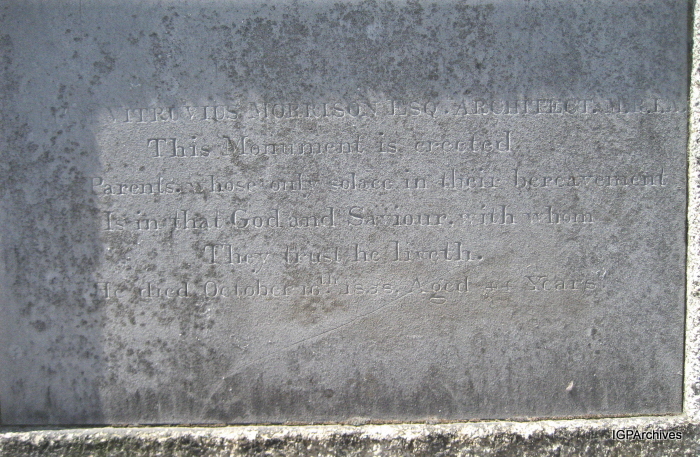 VITRUVIUS MORRISON ESQ. ARCHITECT. M.R.I.A.
This Monument is erected
Parents, whose only solace, in their bereavement
Is in that God and Saviour, with whom
They trust he liveth.
He died October 16th 1838, Aged 44 Years.
IGPArchives